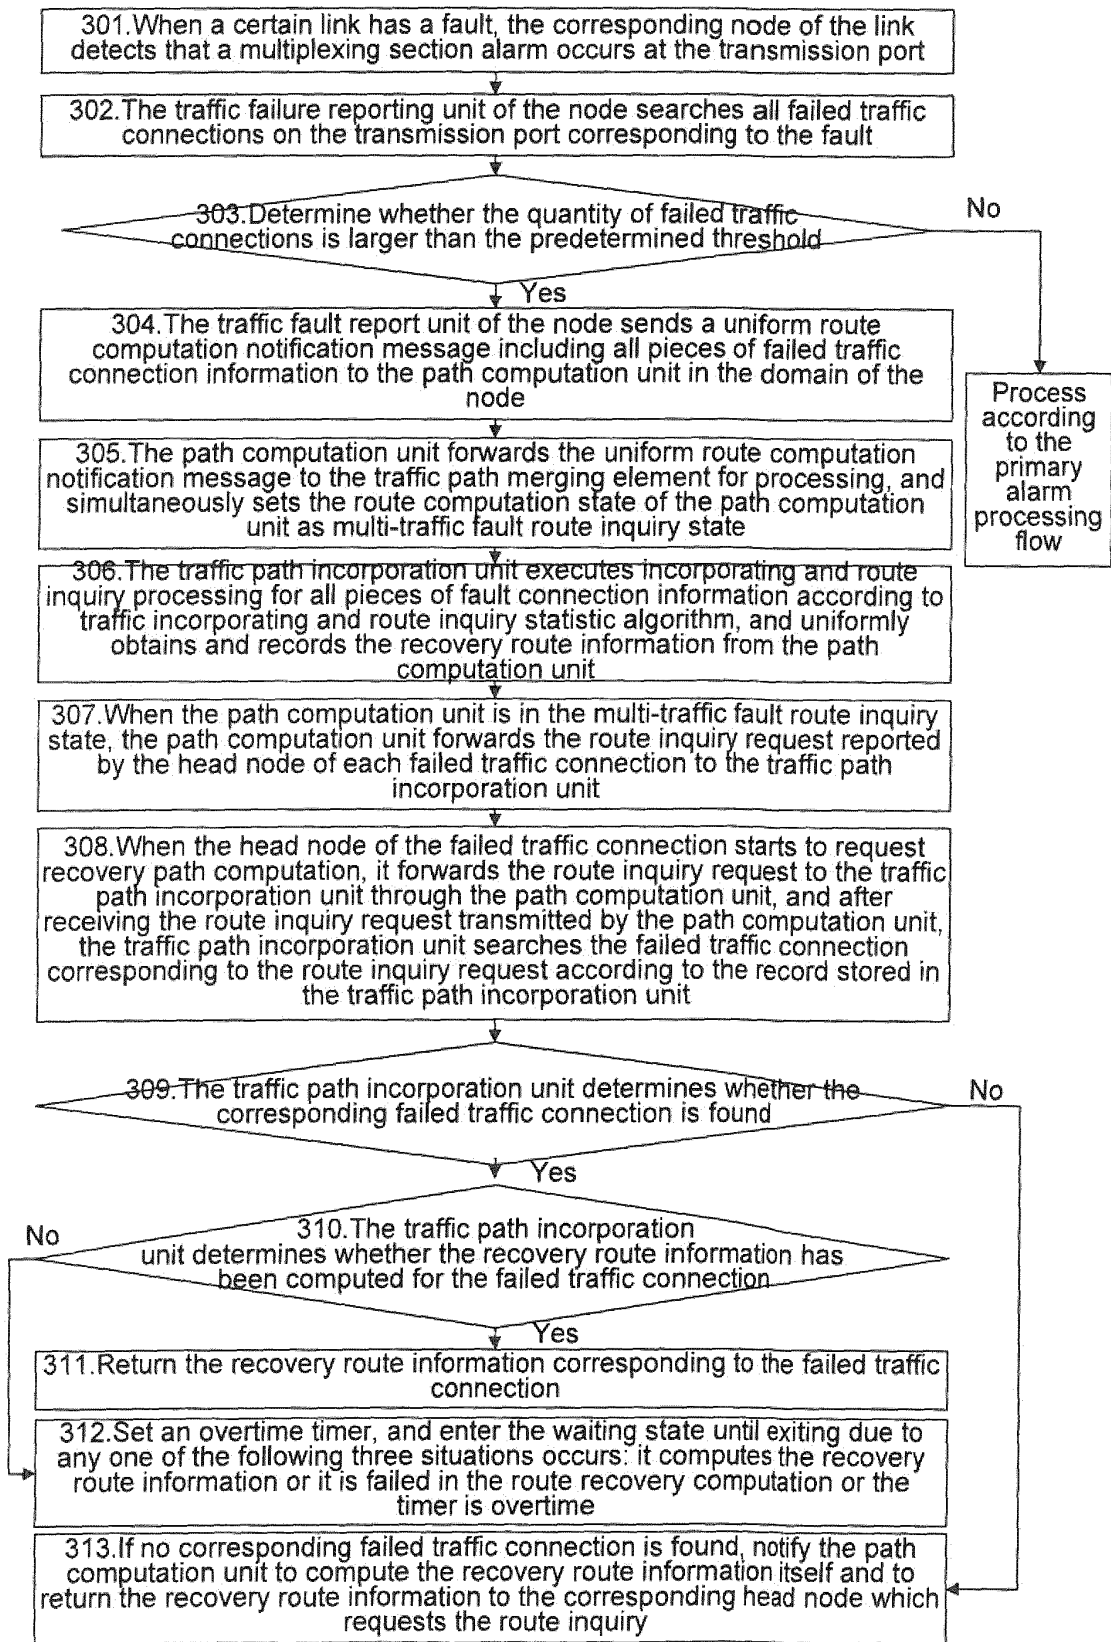 301.When a certain link has a fault, the corresponding node of the link
detects that a multiplexing section alarm occurs at the transmission port
302.The traffic failure reporting unit of the node searches all failed traffic
connections on the transmission port corresponding to the fault
303.Determine whether the quantity of failed traffic
connections is larger than the predetermined threshold
No
Yes
304.The traffic fault report unit of the node sends a uniform route
computation notification message including all pieces of failed traffic
connection information to the path computation unit in the domain of the
node
Process
according
to the
primary
alarm
processing
flow
305.The path computation unit forwards the uniform route computation
notification message to the traffic path merging element for processing, and
simultaneously sets the route computation state of the path computation
unit as multi-traffic fault route inquiry state
306.The traffic path incorporation unit executes incorporating and route
inquiry processing for all pieces of fault connection information according to
traffic incorporating and route inquiry statistic algorithm, and uniformly
obtains and records the recovery route information from the path
computation unit
307.When the path computation unit is in the multi-traffic fault route inquiry
state, the path computation unit forwards the route inquiry request reported
by the head node of each failed traffic connection to the traffic path
incorporation unit
308.When the head node of the failed traffic connection starts to request
recovery path computation, it forwards the route inquiry request to the traffic
path incorporation unit through the path computation unit, and after
receiving the route inquiry request transmitted by the path computation unit,
the traffic path incorporation unit searches the failed traffic connection
corresponding to the route inquiry request according to the record stored in
the traffic path incorporation unit
309.The traffic path incorporation unit determines whether the
corresponding failed traffic connection is found
No
Yes
No
310.The traffic path incorporation
unit determines whether the recovery route information has
been computed for the failed traffic connection
Yes
311.Return the recovery route information corresponding to the failed traffic
connection
312.Set an overtime timer, and enter the waiting state until exiting due to
any one of the following three situations occurs: it computes the recovery
route information or it is failed in the route recovery computation or the
timer is overtime
313.If no corresponding failed traffic connection is found, notify the path
computation unit to compute the recovery route information itself and to
return the recovery route information to the corresponding head node which
requests the route inquiry